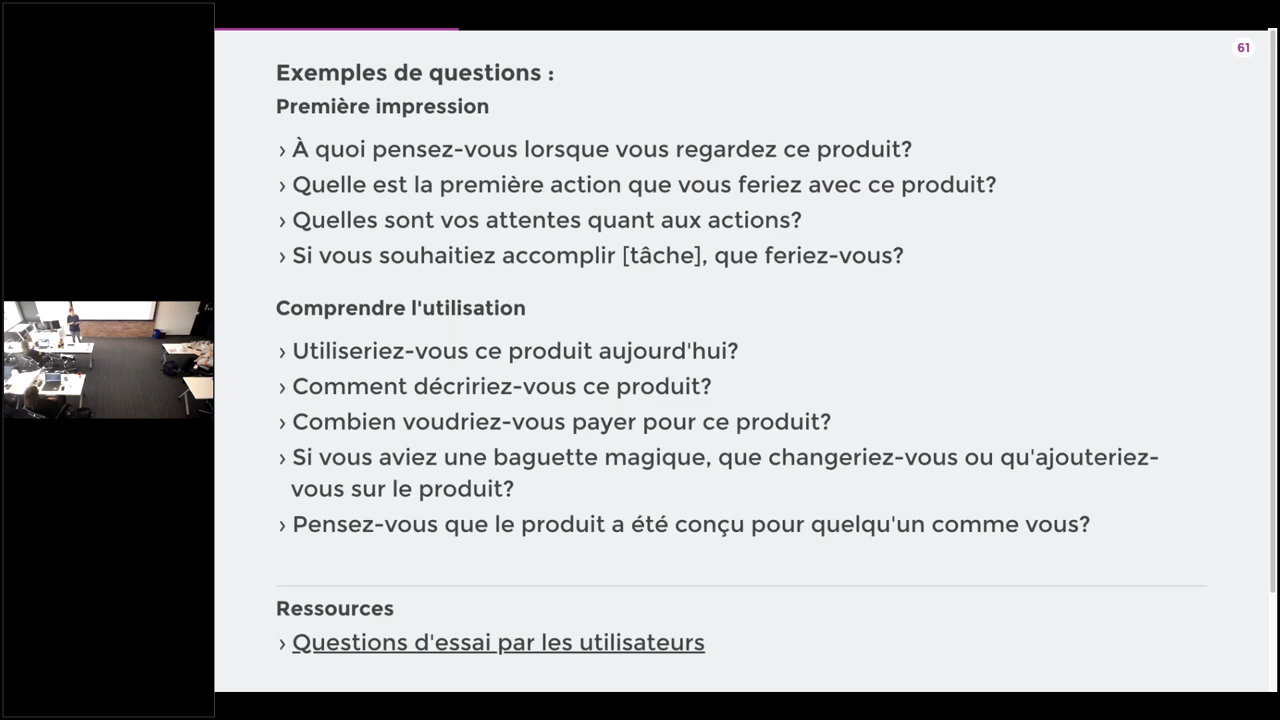 61
Exemples de questions :
Première impression
› À quoi pensez-vous lorsque vous regardez ce produit?
› Quelle est la première action que vous feriez avec ce produit?
› Quelles sont vos attentes quant aux actions?
› Si vous souhaitiez accomplir [tâche], que feriez-vous?
Comprendre l'utilisation
› Utiliseriez-vous ce produit aujourd'hui?
› Comment décririez-vous ce produit?
› Combien voudriez-vous payer pour ce produit?
› Si vous aviez une baguette magique, que changeriez-vous ou qu'ajouteriez-
vous sur le produit?
› Pensez-vous que le produit a été conçu pour quelqu'un comme vous?
Ressources
› Questions d'essai par les utilisateurs